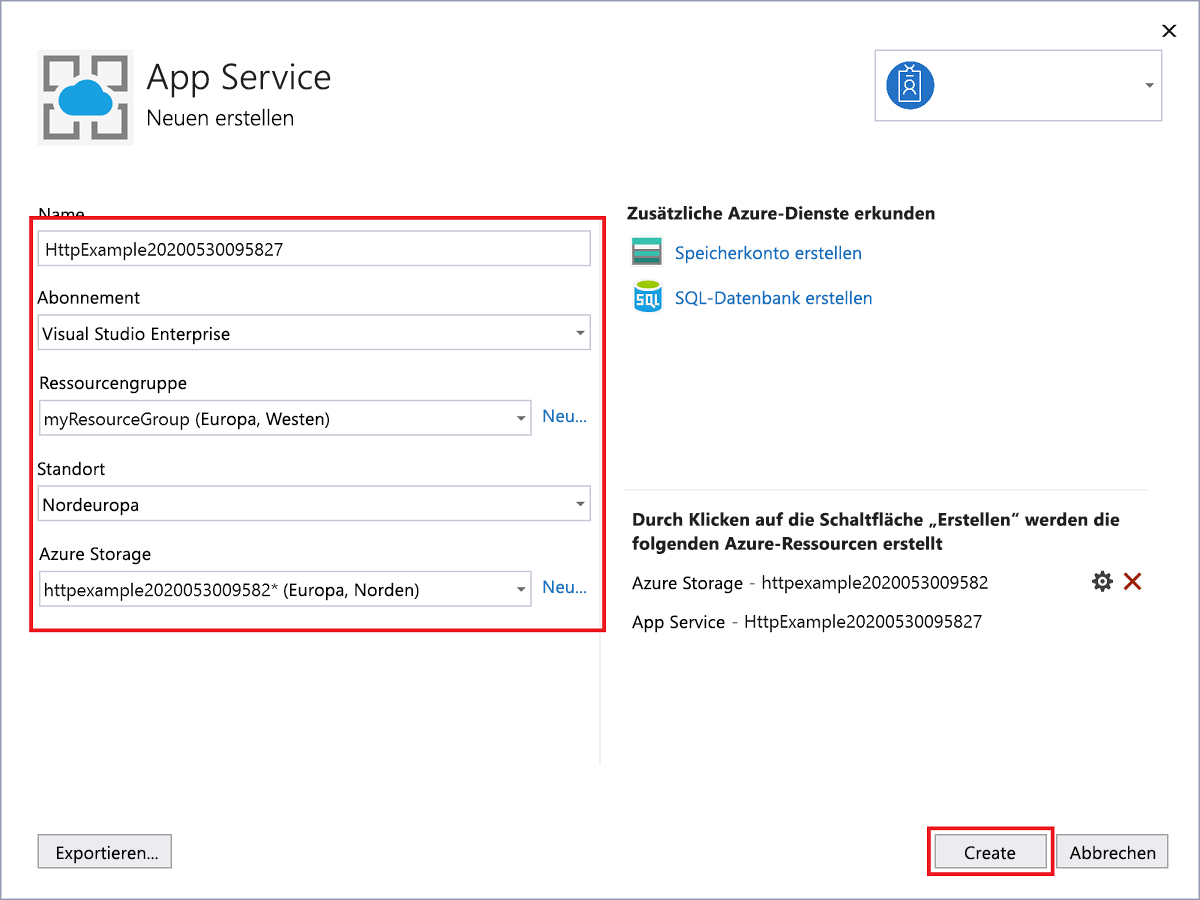 App Service
Neuen erstellen
Name
HttpExample20200530095827
Abonnement
Visual Studio Enterprise
Ressourcengruppe
myResourceGroup (Europa, Westen)
Neu...
Standort
Nordeuropa
Azure Storage
httpexample2020053009582* (Europa, Norden)
Neu...
Zusätzliche Azure-Dienste erkunden
Speicherkonto erstellen
SQL
SQL-Datenbank erstellen
Durch Klicken auf die Schaltfläche „Erstellen“ werden die
folgenden Azure-Ressourcen erstellt
Azure Storage - httpexample2020053009582
App Service - HttpExample20200530095827
Exportieren...
Create
Abbrechen